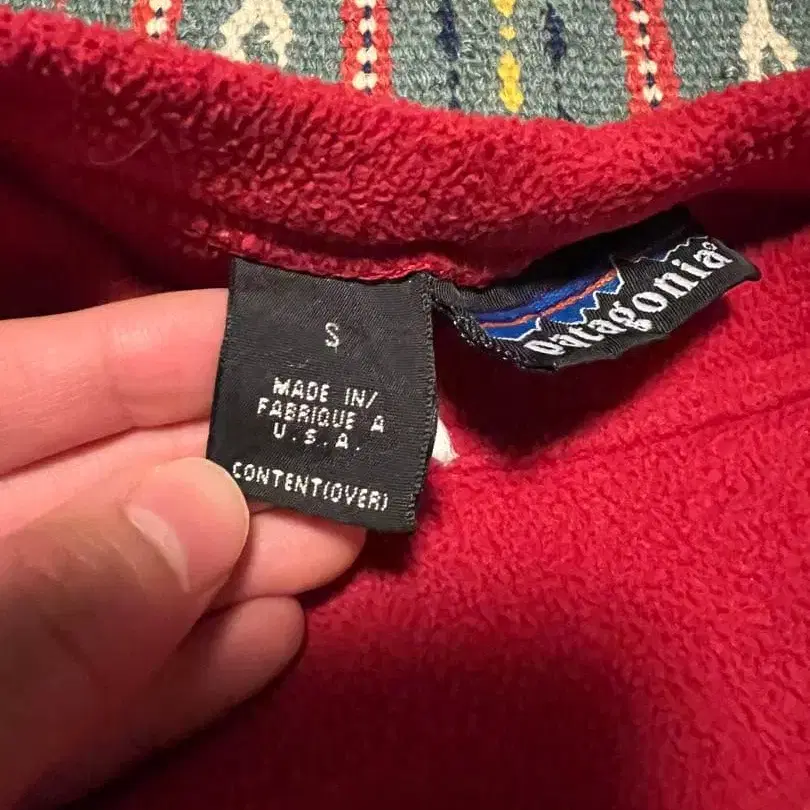 S
MADE IN/
FABRIQUE A
U.S.A.
CONTENT(OVER)
patagonia®